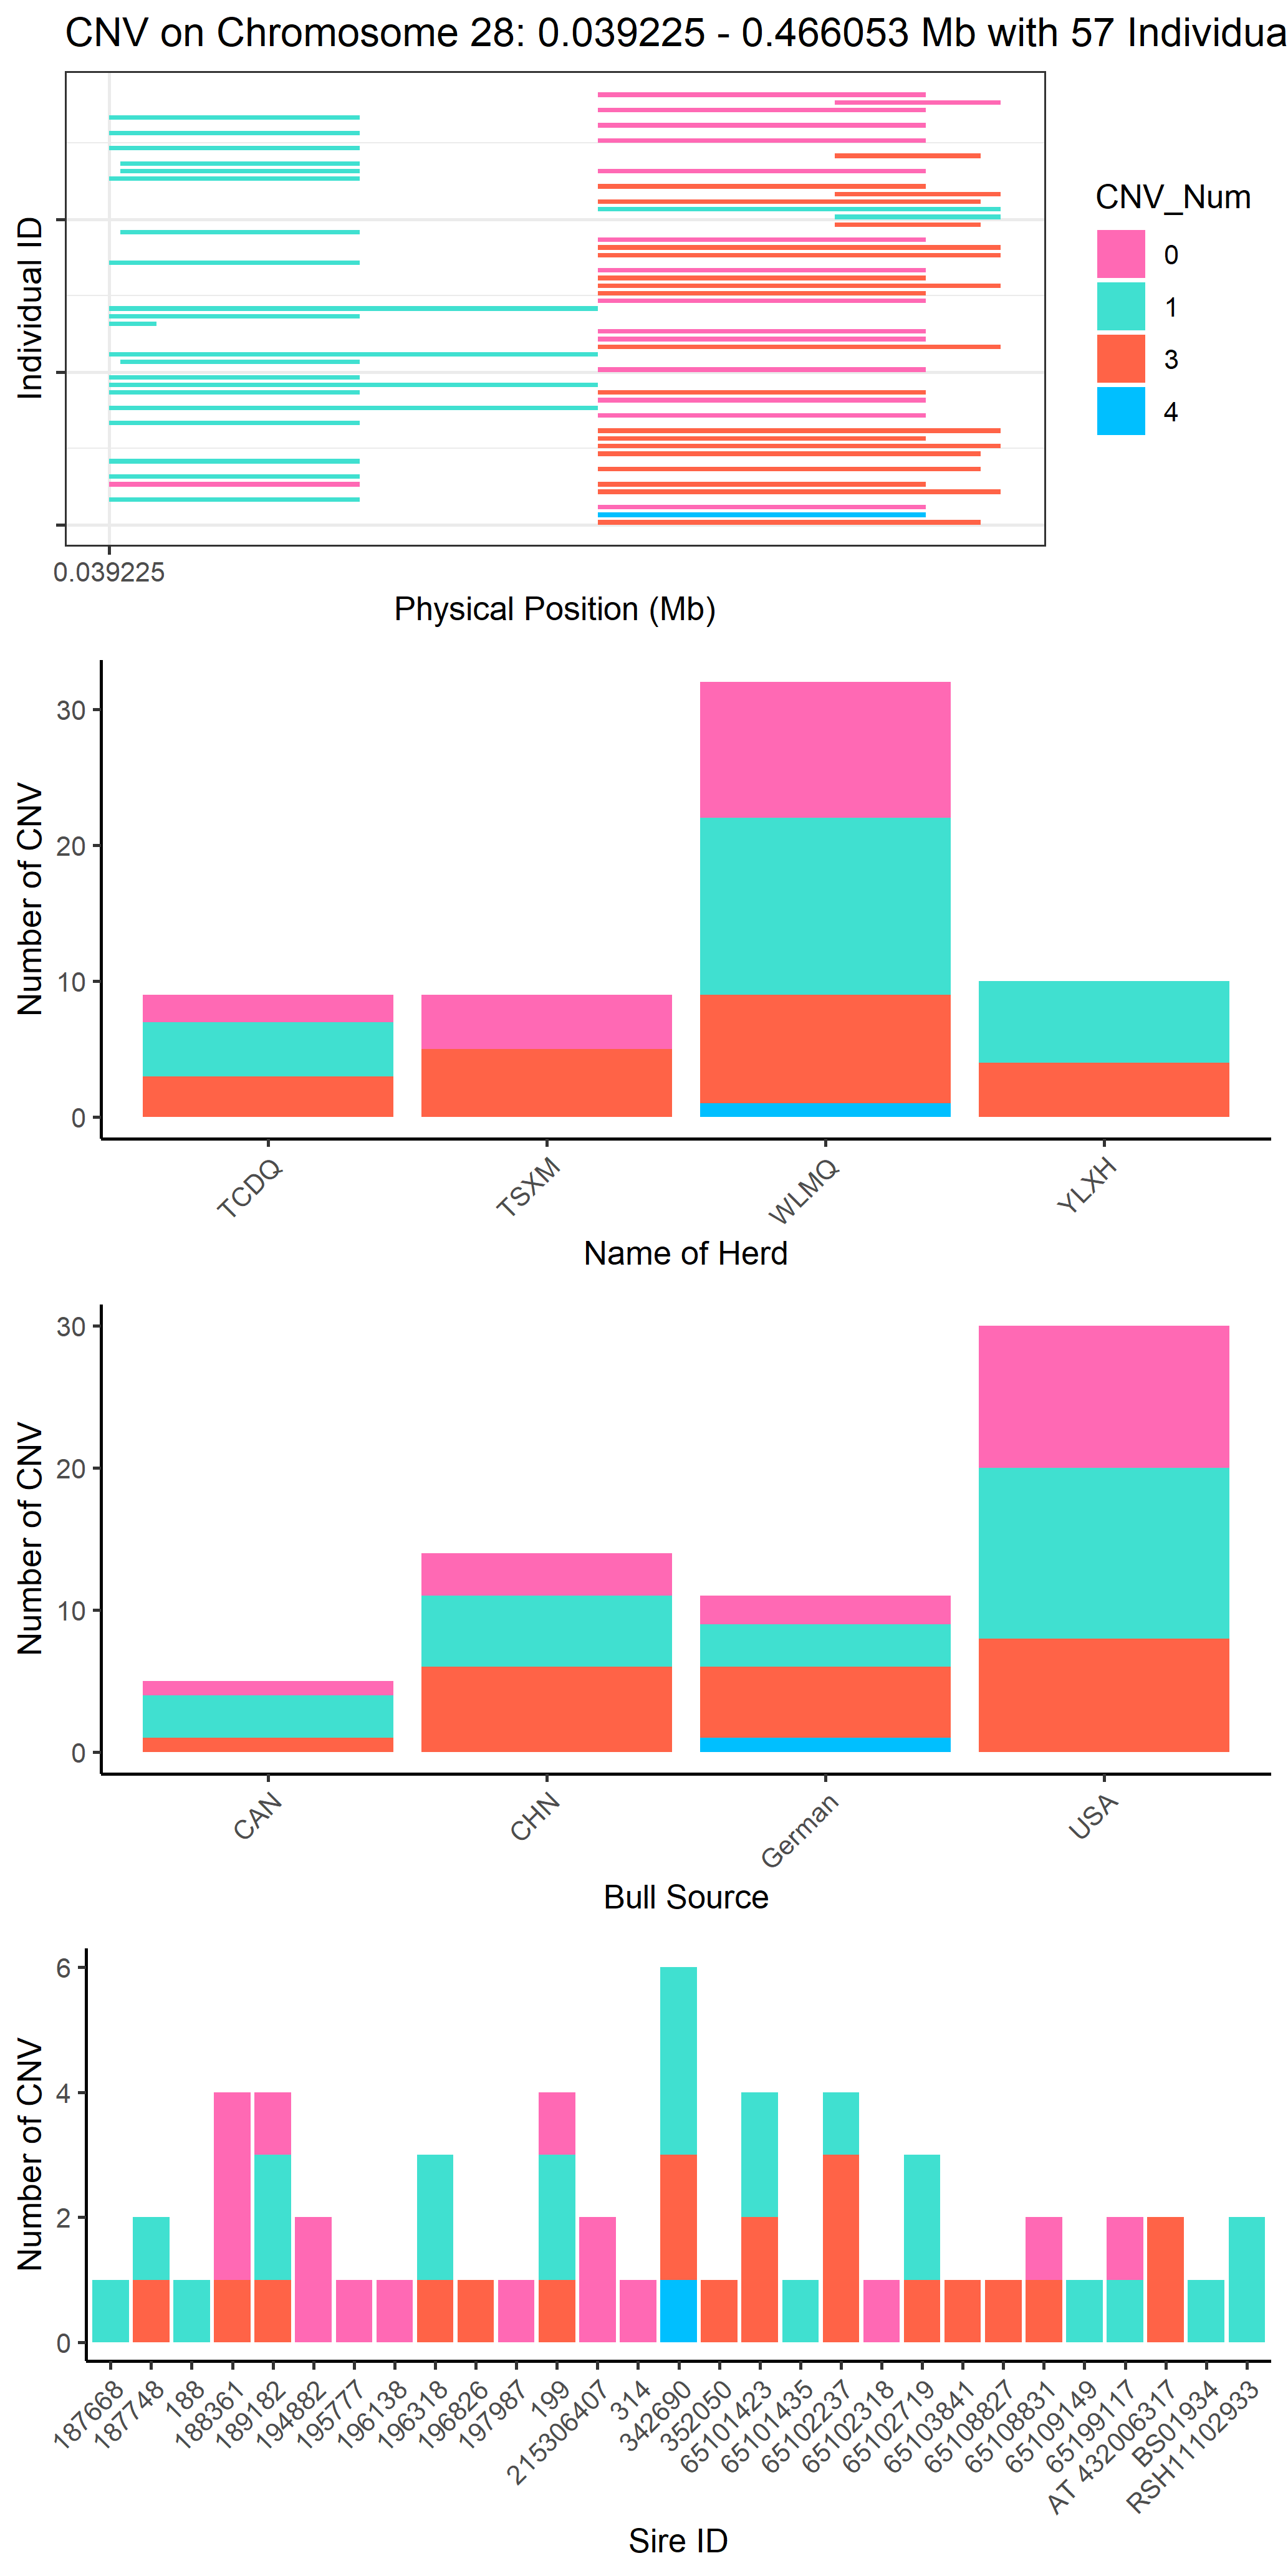 CNV on Chromosome 28: 0.039225 - 0.466053 Mb with 57 Individua
Individual ID
0.039225
Physical Position (Mb)
CNV_Num
0
1
3
4
Number of CNV
30
20
10
0
TCDQ
TSXM
WLMQ
YLXH
Name of Herd
Number of CNV
30
20
10
0
CAN
CHN
German
USA
Bull Source
Number of CNV
6
4
2
0
187668
187748
188
188361
189182
194882
195777
196138
196318
196826
197987
199
215306407
314
342690
352050
65101423
65101435
65102237
65102318
65102719
65103841
65108827
65108831
65109149
65199117
AT 432006317
BS01934
RSH11102933
Sire ID